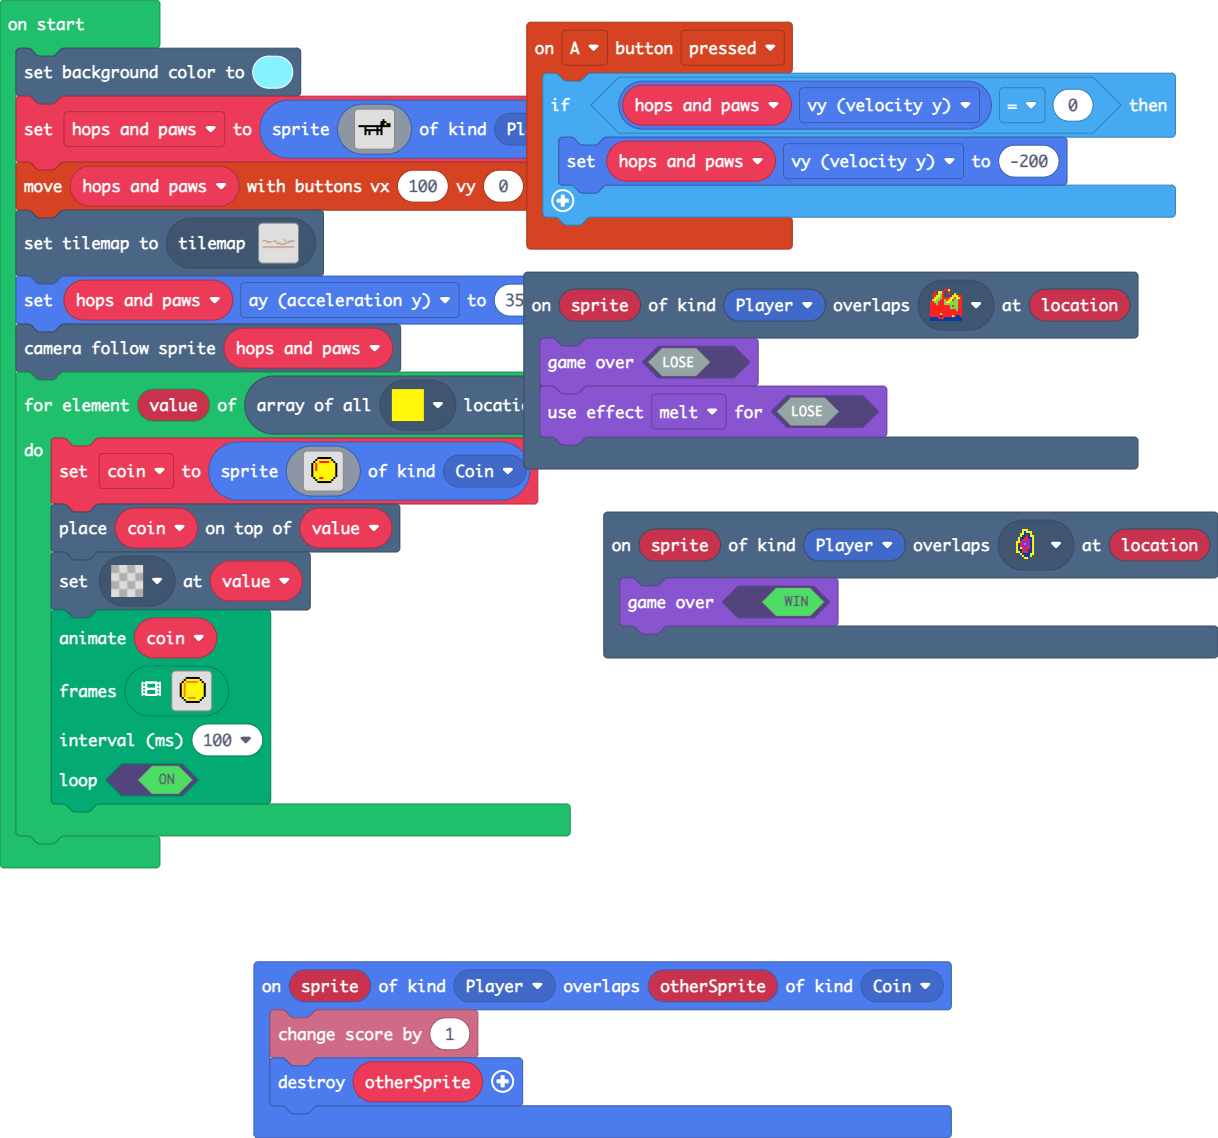 on start
set background color to
set hops and paws to sprite of kind
move hops and paws with buttons vx 100 vy 0
set tilemap to tilemap
set hops and paws ay (acceleration y) to 35
camera follow sprite hops and paws
for element value of array of all
do
set coin to sprite of kind Coin
place coin on top of value
set at value
animate coin
frames
interval (ms) 100
loop ON
on A button pressed
if hops and paws vy (velocity y) = 0 then
set hops and paws vy (velocity y) to -200
on sprite of kind Player overlaps at location
game over LOSE
use effect melt for LOSE
on sprite of kind Player overlaps at location
game over WIN
on sprite of kind Player overlaps otherSprite of kind Coin
change score by 1
destroy otherSprite